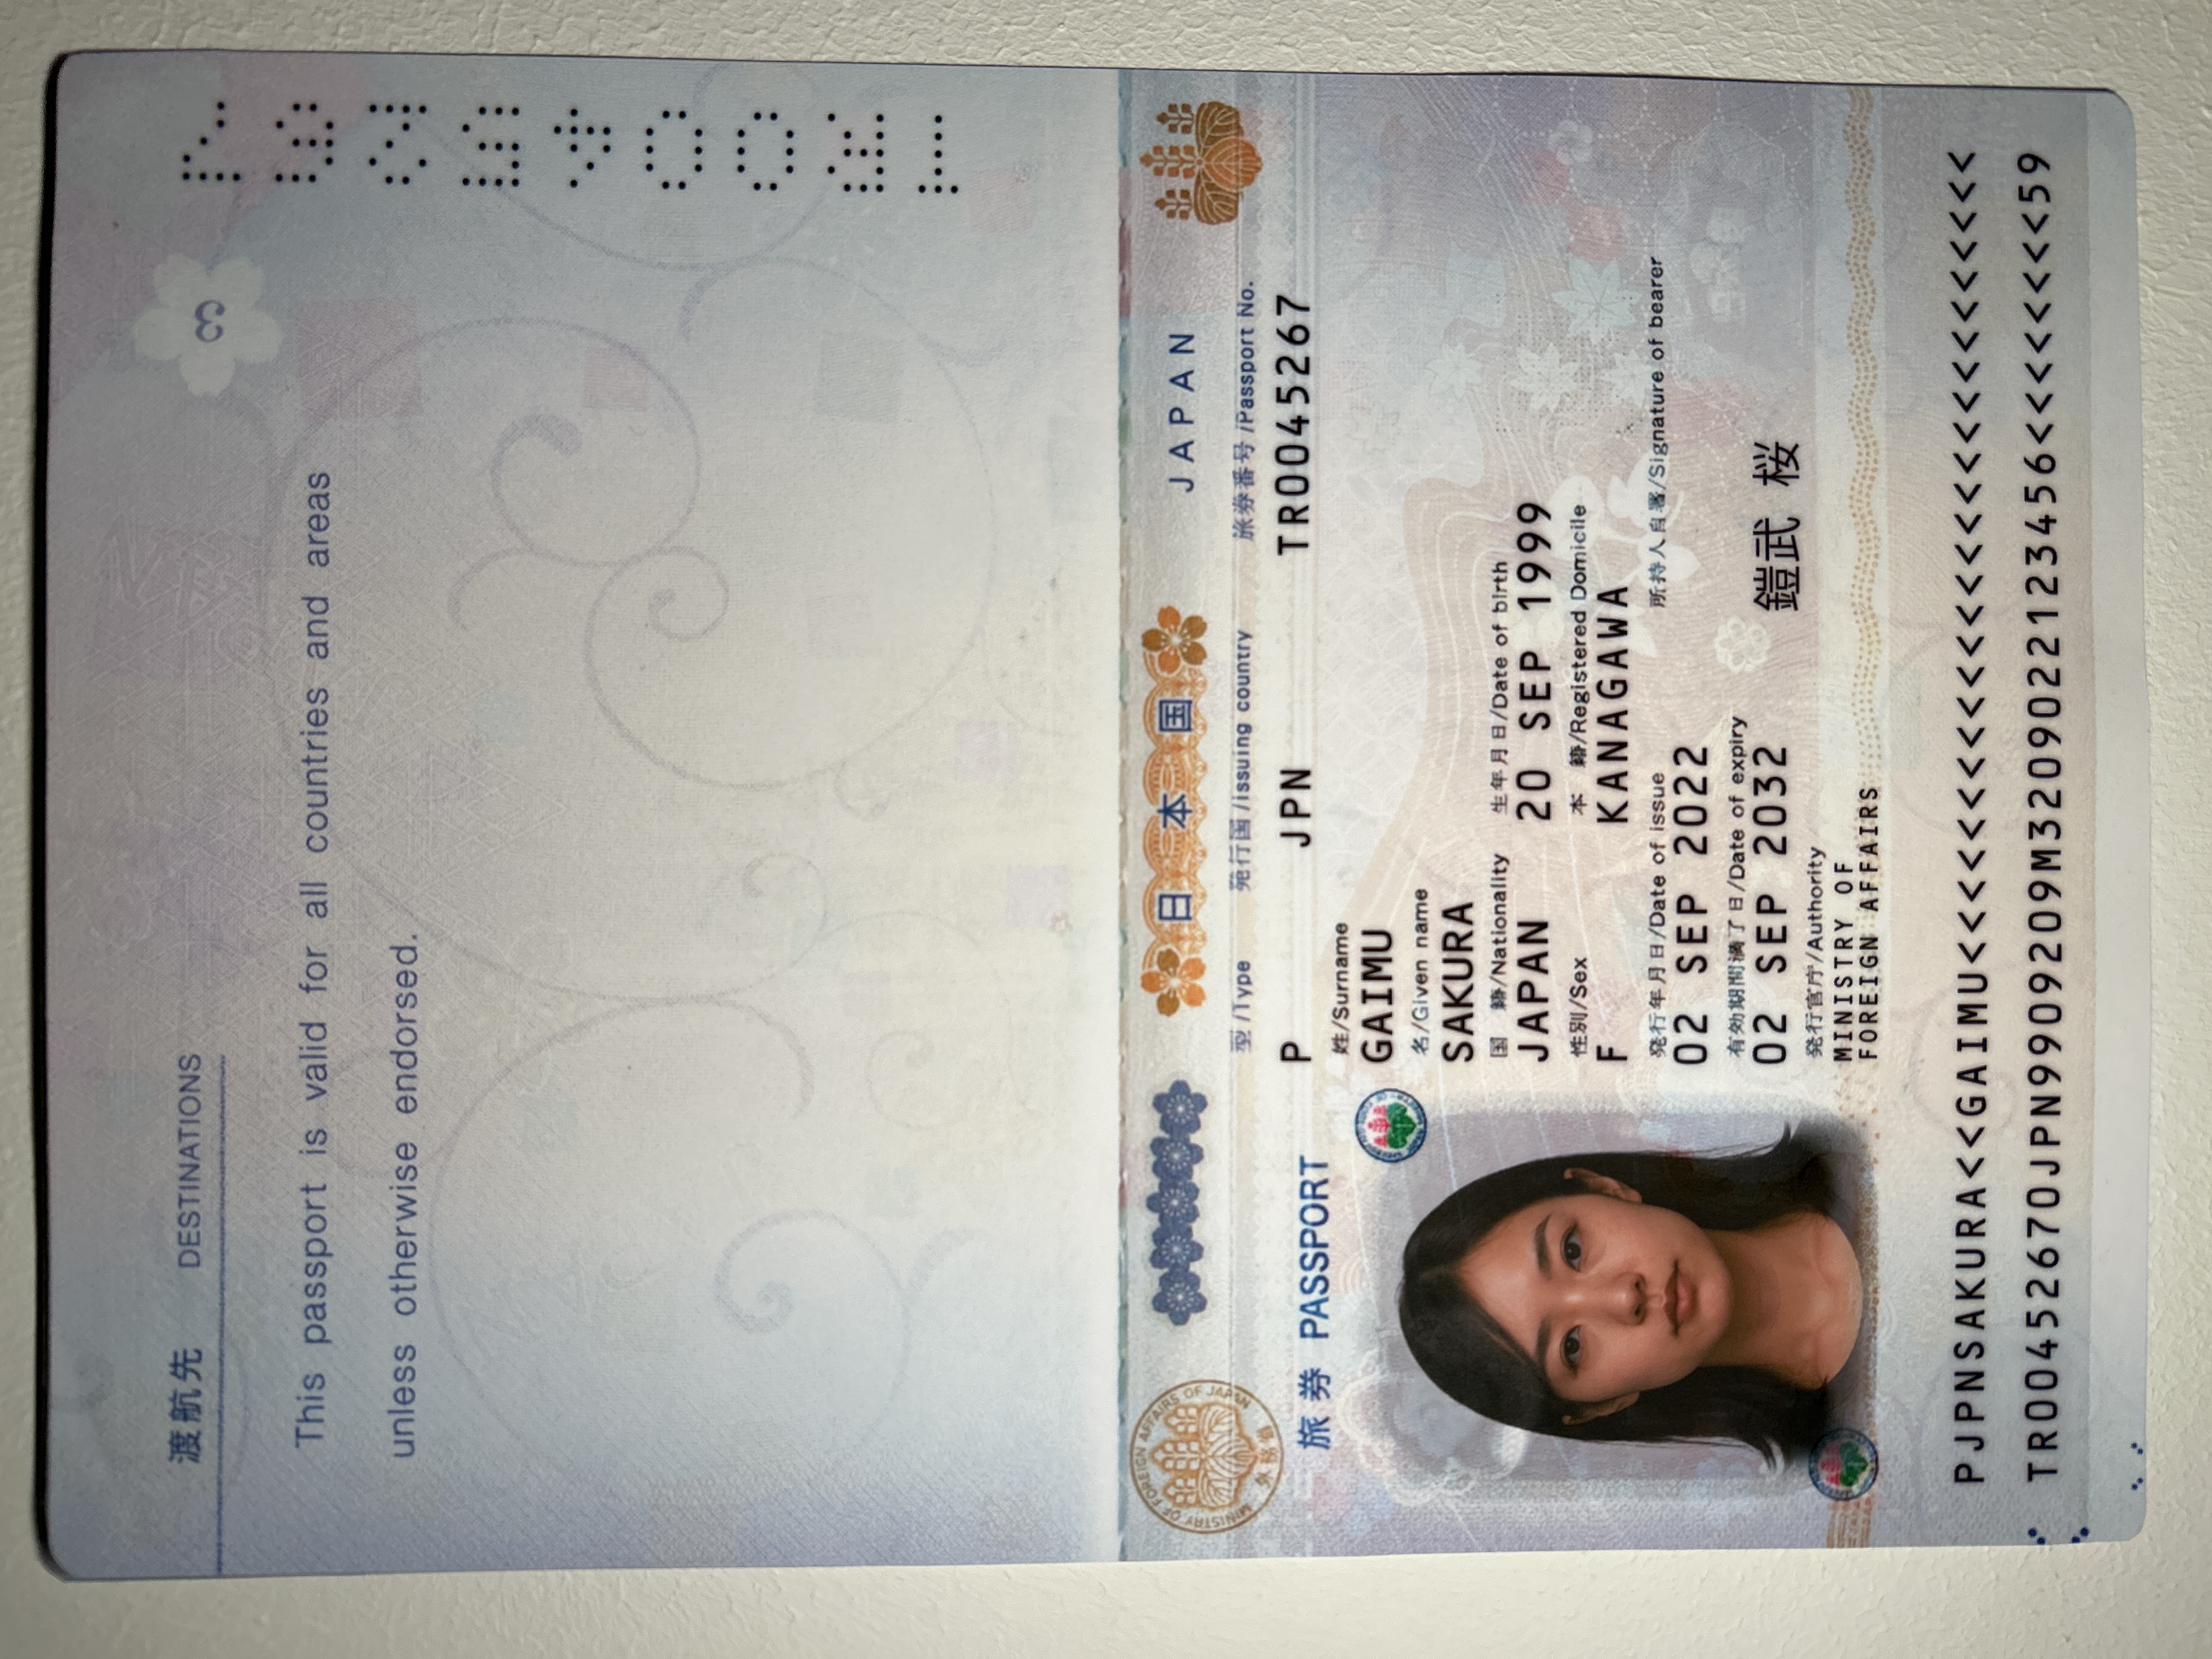 渡航先 DESTINATIONS
3
This passport is valid for all countries and areas
unless otherwise endorsed.
TR0045267
MINISTRY OF FOREIGN AFFAIRS OF JAPAN
外務省
日本国
JAPAN
型/Type 発行国/Issuing country 旅券番号/Passport No.
旅券 PASSPORT
P JPN TR0045267
姓/Surname
GAIMU
名/Given name
SAKURA
国 籍/Nationality 生年月日/Date of birth
JAPAN 20 SEP 1999
性別/Sex 本 籍/Registered Domicile
F KANAGAWA
発行年月日/Date of issue 所持人自署/Signature of bearer
02 SEP 2022
有効期間満了日/Date of expiry
02 SEP 2032 鎧武 桜
発行官庁/Authority
MINISTRY OF
FOREIGN AFFAIRS
PJPNSAKURA<<GAIMU<<<<<<<<<<<<<<<<<<<<<<<<<<<
TR00452670JPN9909209M3209022123456<<<<<<<<59